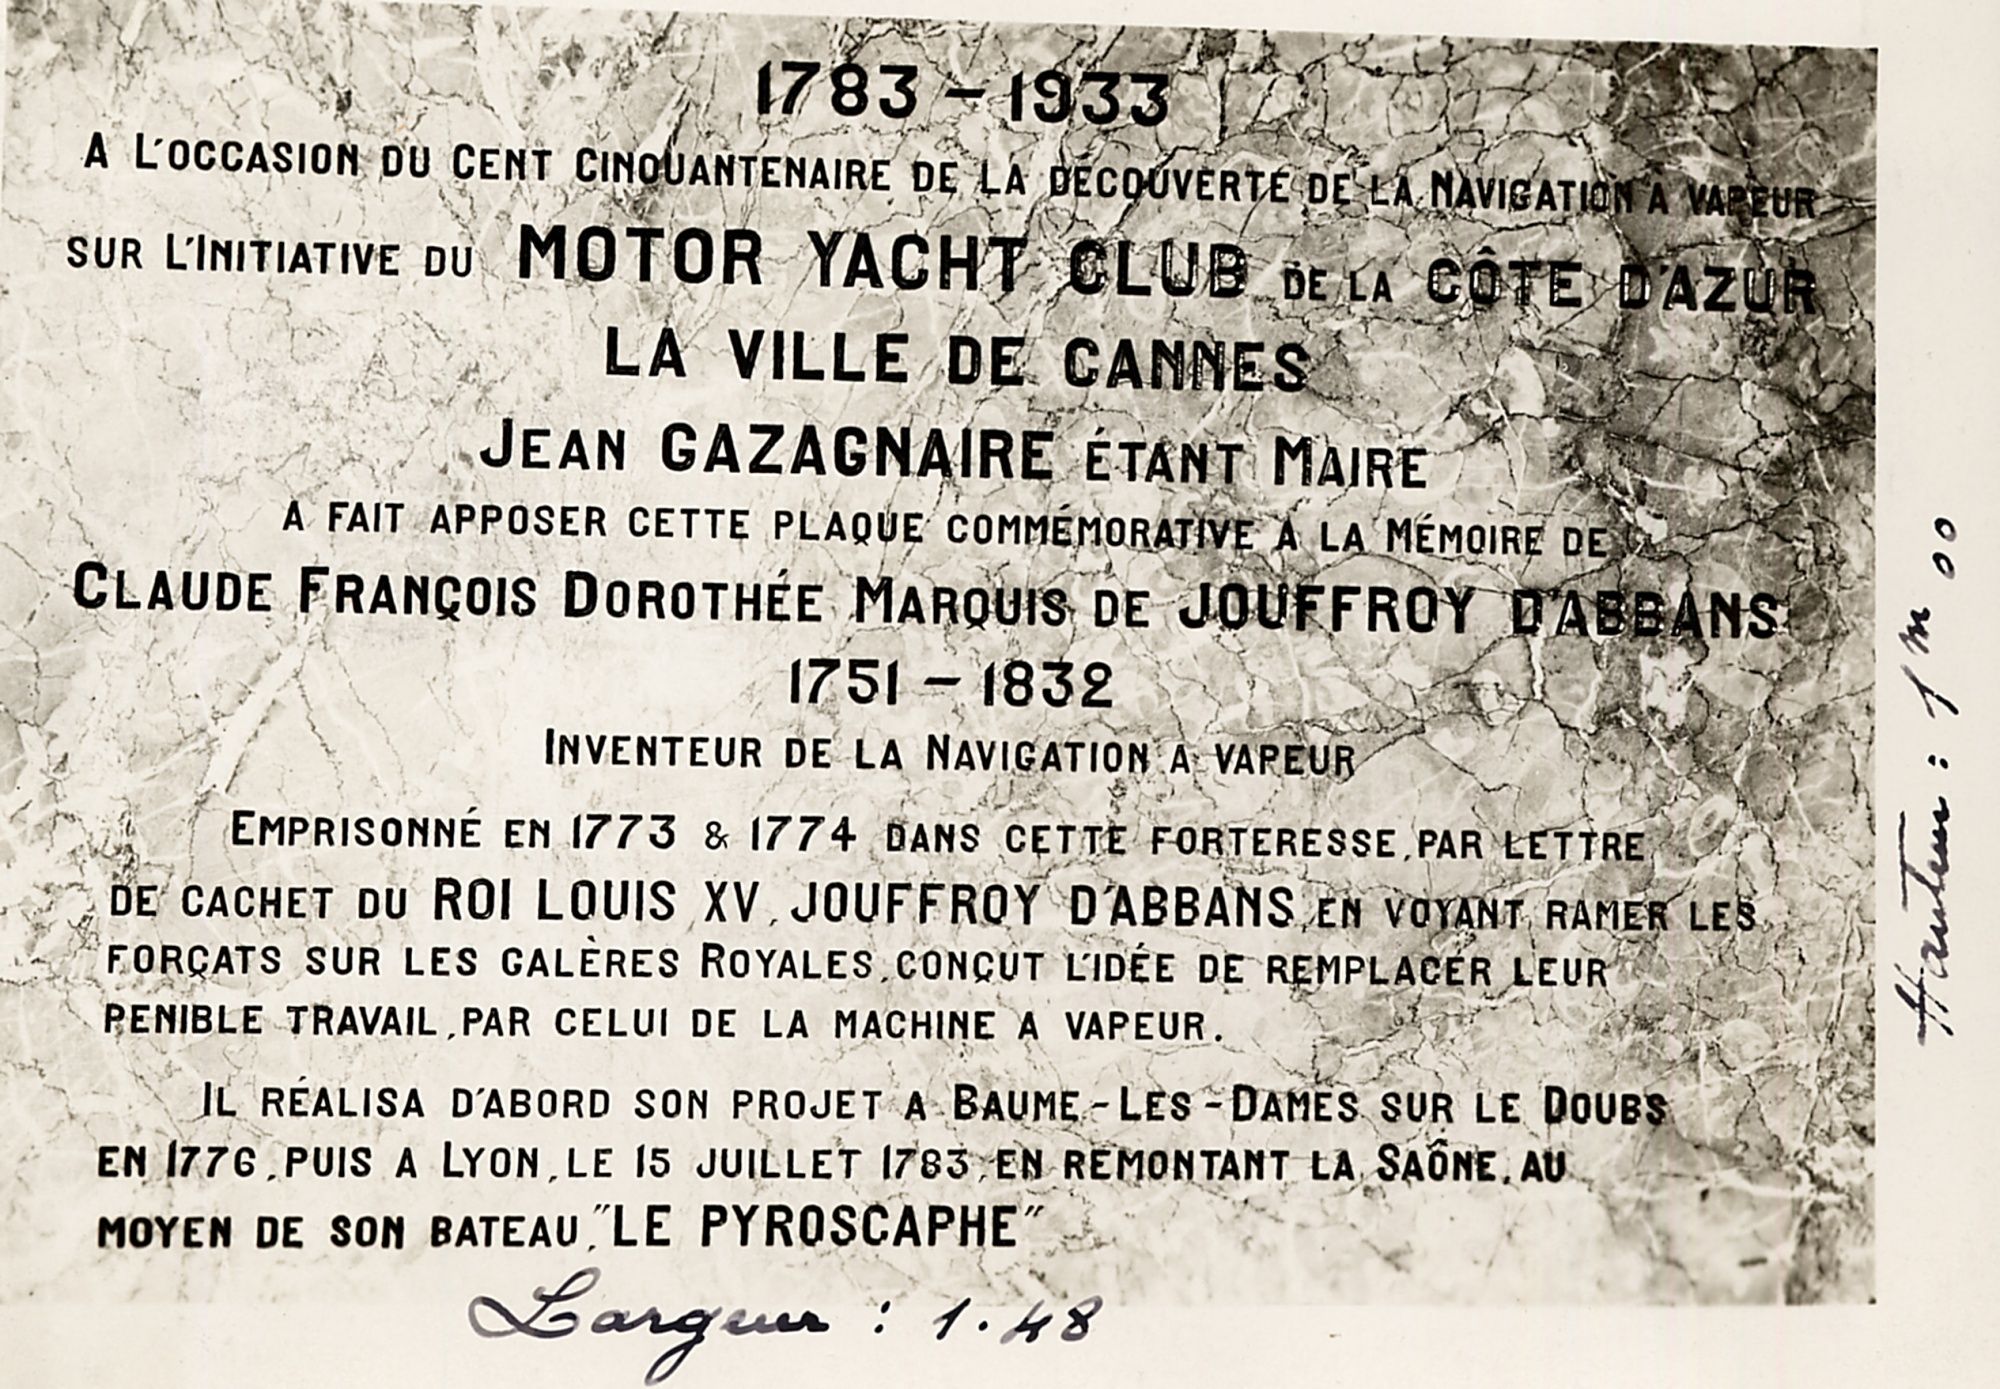 1783 – 1933
A L'OCCASION DU CENT CINQUANTENAIRE DE LA DÉCOUVERTE DE LA NAVIGATION A VAPEUR
SUR L'INITIATIVE DU MOTOR YACHT CLUB DE LA CÔTE D'AZUR
LA VILLE DE CANNES
JEAN GAZAGNAIRE ÉTANT MAIRE
A FAIT APPOSER CETTE PLAQUE COMMÉMORATIVE A LA MÉMOIRE DE
CLAUDE FRANÇOIS DOROTHÉE MARQUIS DE JOUFFROY D'ABBANS
1751 – 1832
INVENTEUR DE LA NAVIGATION A VAPEUR
EMPRISONNÉ EN 1773 & 1774 DANS CETTE FORTERESSE, PAR LETTRE
DE CACHET DU ROI LOUIS XV, JOUFFROY D'ABBANS, EN VOYANT RAMER LES
FORÇATS SUR LES GALÈRES ROYALES, CONÇUT L'IDÉE DE REMPLACER LEUR
PENIBLE TRAVAIL, PAR CELUI DE LA MACHINE A VAPEUR.
IL RÉALISA D'ABORD SON PROJET A BAUME-LES-DAMES SUR LE DOUBS
EN 1776, PUIS A LYON, LE 15 JUILLET 1783, EN REMONTANT LA SAÔNE, AU
MOYEN DE SON BATEAU, "LE PYROSCAPHE"
Largeur : 1.48
Hauteur : 1 m 00